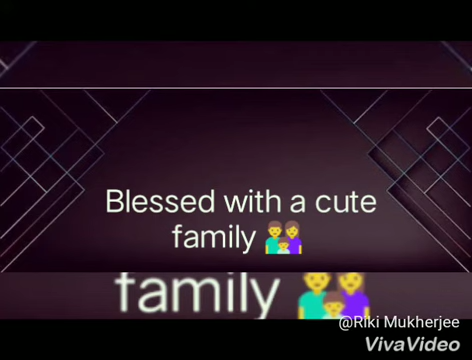 Blessed with a cute
family 👨‍👩‍👦
family 👨‍👩‍👦
@Riki Mukherjee
VivaVideo